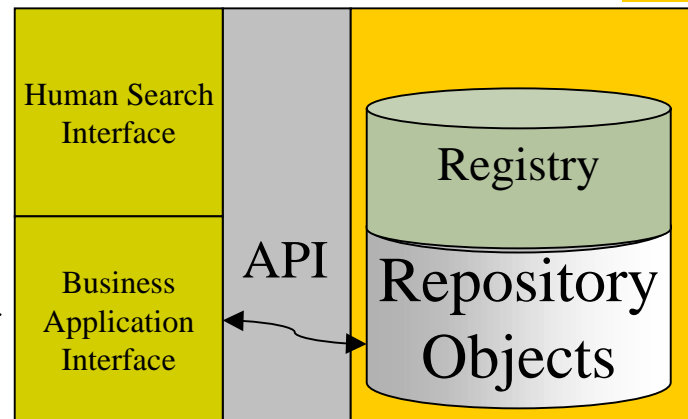 Human Search
Interface
Business
Application
Interface
API
Registry
Repository
Objects